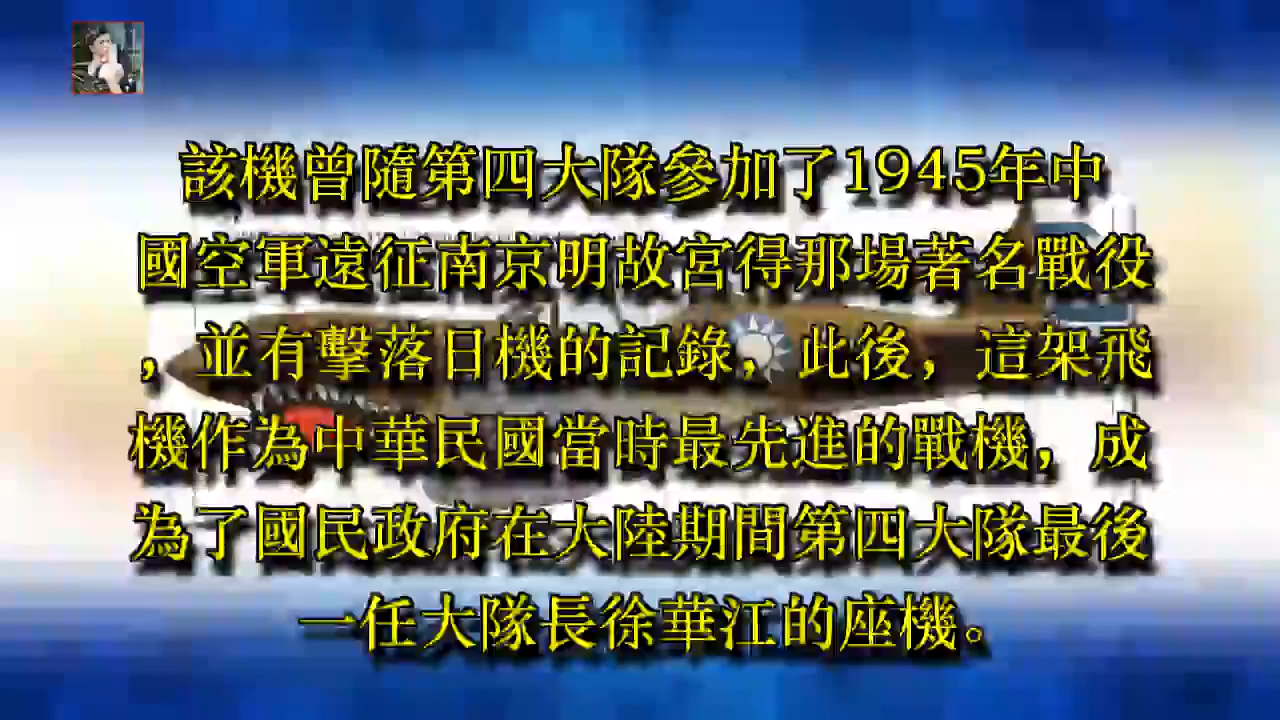 該機曾隨第四大隊參加了1945年中
國空軍遠征南京明故宮得那場著名戰役
，並有擊落日機的記錄，此後，這架飛
機作為中華民國當時最先進的戰機，成
為了國民政府在大陸期間第四大隊最後
一任大隊長徐華江的座機。